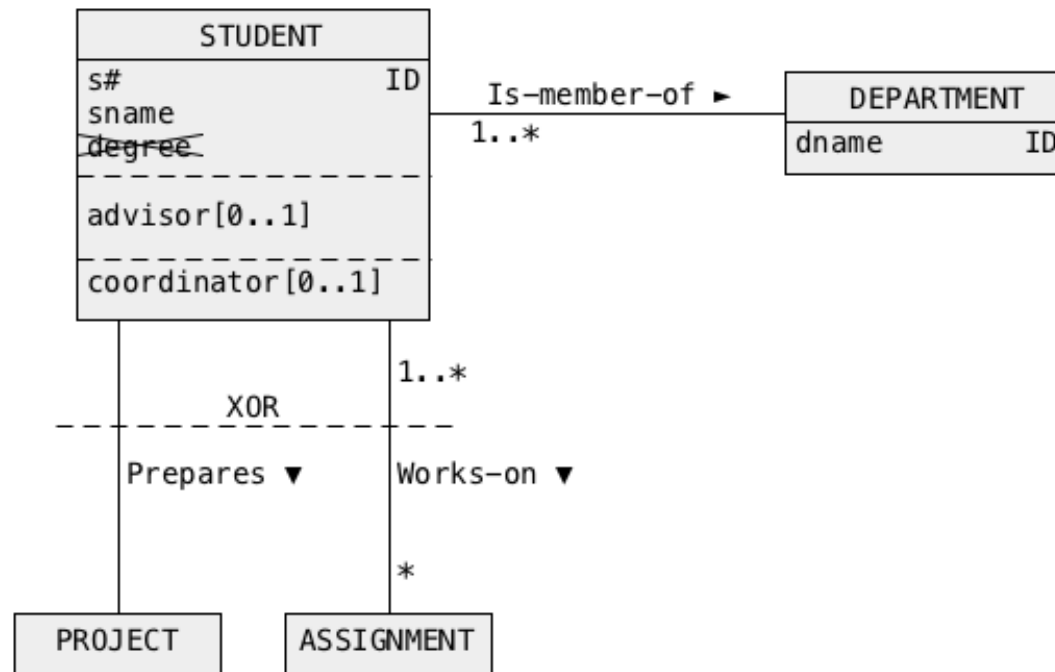 STUDENT
s# ID
sname
degree
advisor[0..1]
coordinator[0..1]
Is-member-of ►
1..*
DEPARTMENT
dname ID
1..*
XOR
Prepares ▼
Works-on ▼
*
PROJECT
ASSIGNMENT